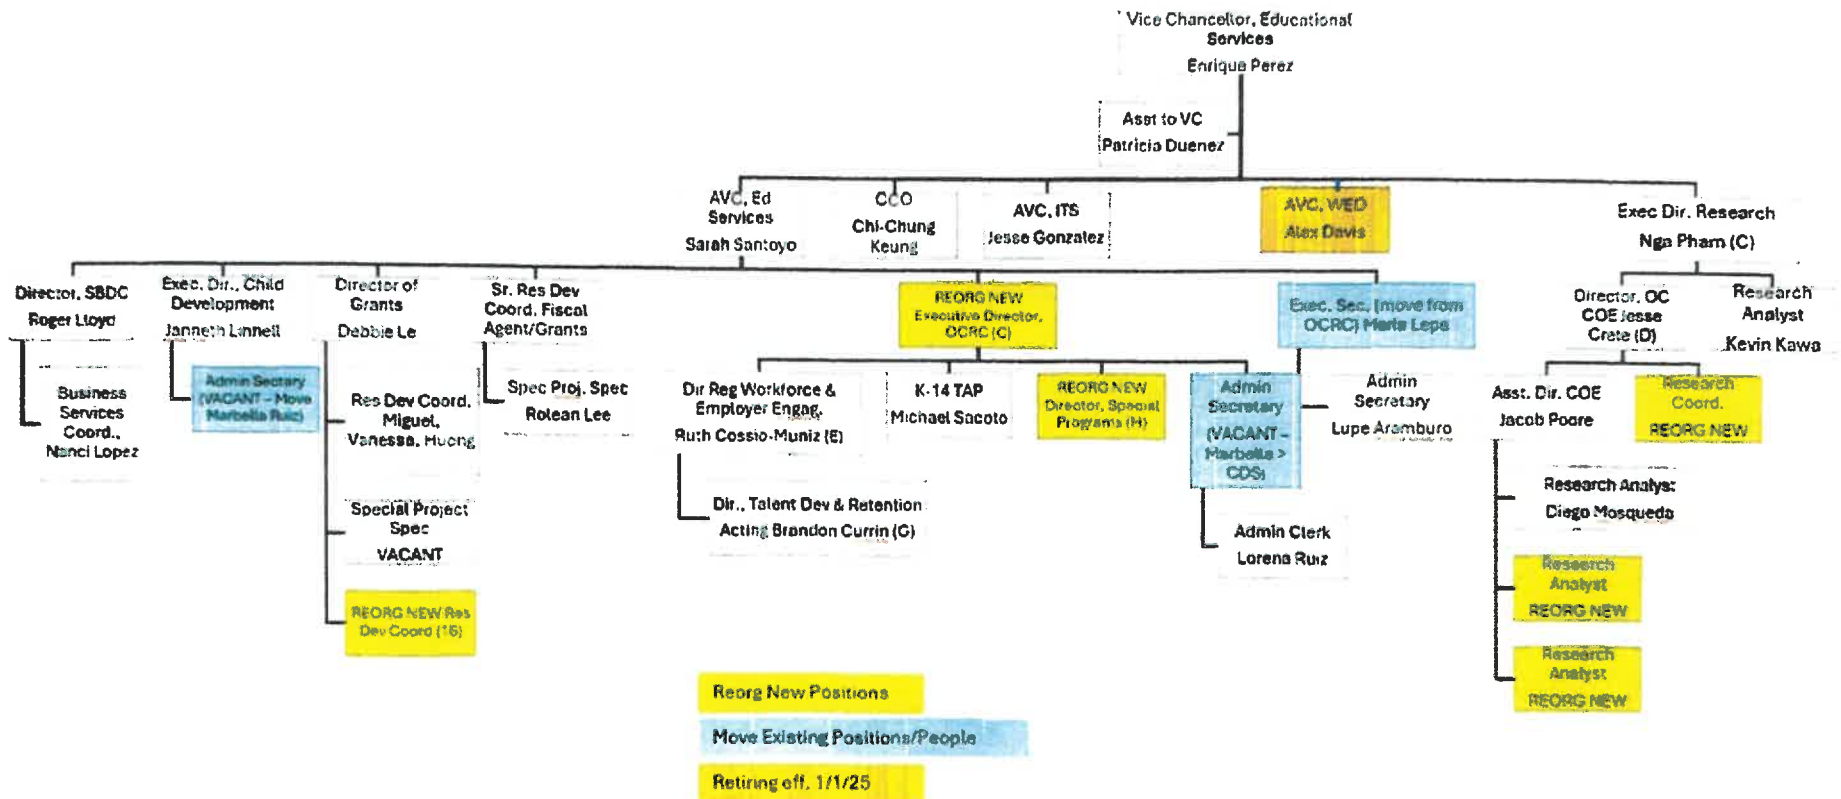 Vice Chancellor, Educational
Services
Enrique Perez
Asst to VC
Patricia Duenez
AVC, Ed
Services
Sarah Santoyo
CCO
Chi-Chung
Keung
AVC, ITS
Jesse Gonzalez
AVC, WED
Alex Davis
Exec Dir. Research
Nga Pham (C)
Director, SBDC
Roger Lloyd
Exec. Dir., Child
Development
Janneth Linnell
Director of
Grants
Debbie Le
Sr. Res Dev
Coord, Fiscal
Agent/Grants
REORG NEW
Executive Director,
OCRC (C)
Exec. Sec. (move from
OCRC) Maria Lepe
Director, OC
COE Jesse
Crete (D)
Research
Analyst
Kevin Kawa
Business
Services
Coord.,
Nanci Lopez
Admin Sectary
(VACANT – Move
Marbella Ruiz)
Res Dev Coord.
Miguel,
Vanessa, Huong
Spec Proj. Spec
Rolean Lee
Dir Reg Workforce &
Employer Engag.
Ruth Cossio-Muniz (E)
K-14 TAP
Michael Sacoto
REORG NEW
Director, Special
Programs (H)
Admin
Secretary
(VACANT –
Marbella >
CDS)
Admin
Secretary
Lupe Aramburo
Asst. Dir. COE
Jacob Poore
Research
Coord.
REORG NEW
Special Project
Spec
VACANT
Dir., Talent Dev & Retention
Acting Brandon Currin (G)
Admin Clerk
Lorena Ruiz
Research Analyst
Diego Mosqueda
REORG NEW Res
Dev Coord (16)
Research
Analyst
REORG NEW
Research
Analyst
REORG NEW
Reorg New Positions
Move Existing Positions/People
Retiring eff. 1/1/25